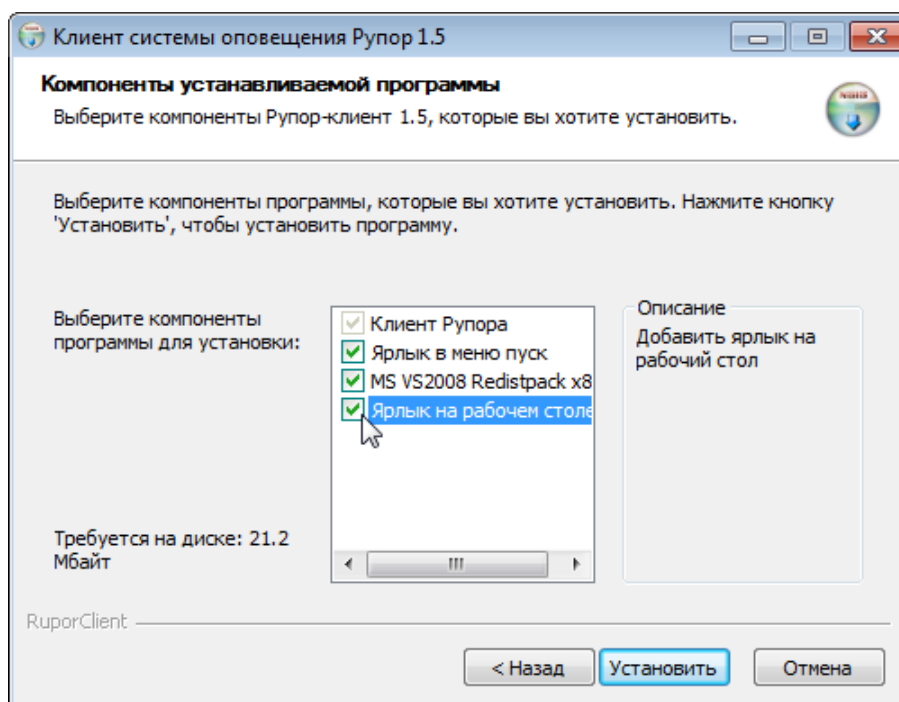 Клиент системы оповещения Рупор 1.5
Компоненты устанавливаемой программы
Выберите компоненты Рупор-клиент 1.5, которые вы хотите установить.
Выберите компоненты программы, которые вы хотите установить. Нажмите кнопку
'Установить', чтобы установить программу.
Выберите компоненты
программы для установки:
Клиент Рупора
Ярлык в меню пуск
MS VS2008 Redistpack x8
Ярлык на рабочем столе
Описание
Добавить ярлык на
рабочий стол
Требуется на диске: 21.2
Мбайт
RuporClient
< Назад
Установить
Отмена